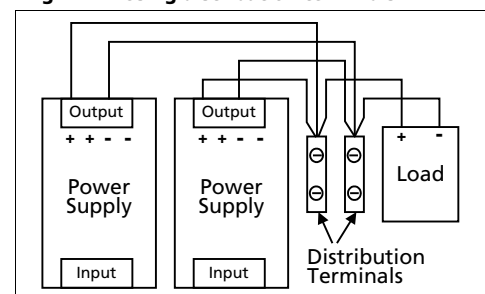 Output
+ + - -
Power
Supply
Input
Output
+ + - -
Power
Supply
Input
+ -
Load
Distribution
Terminals